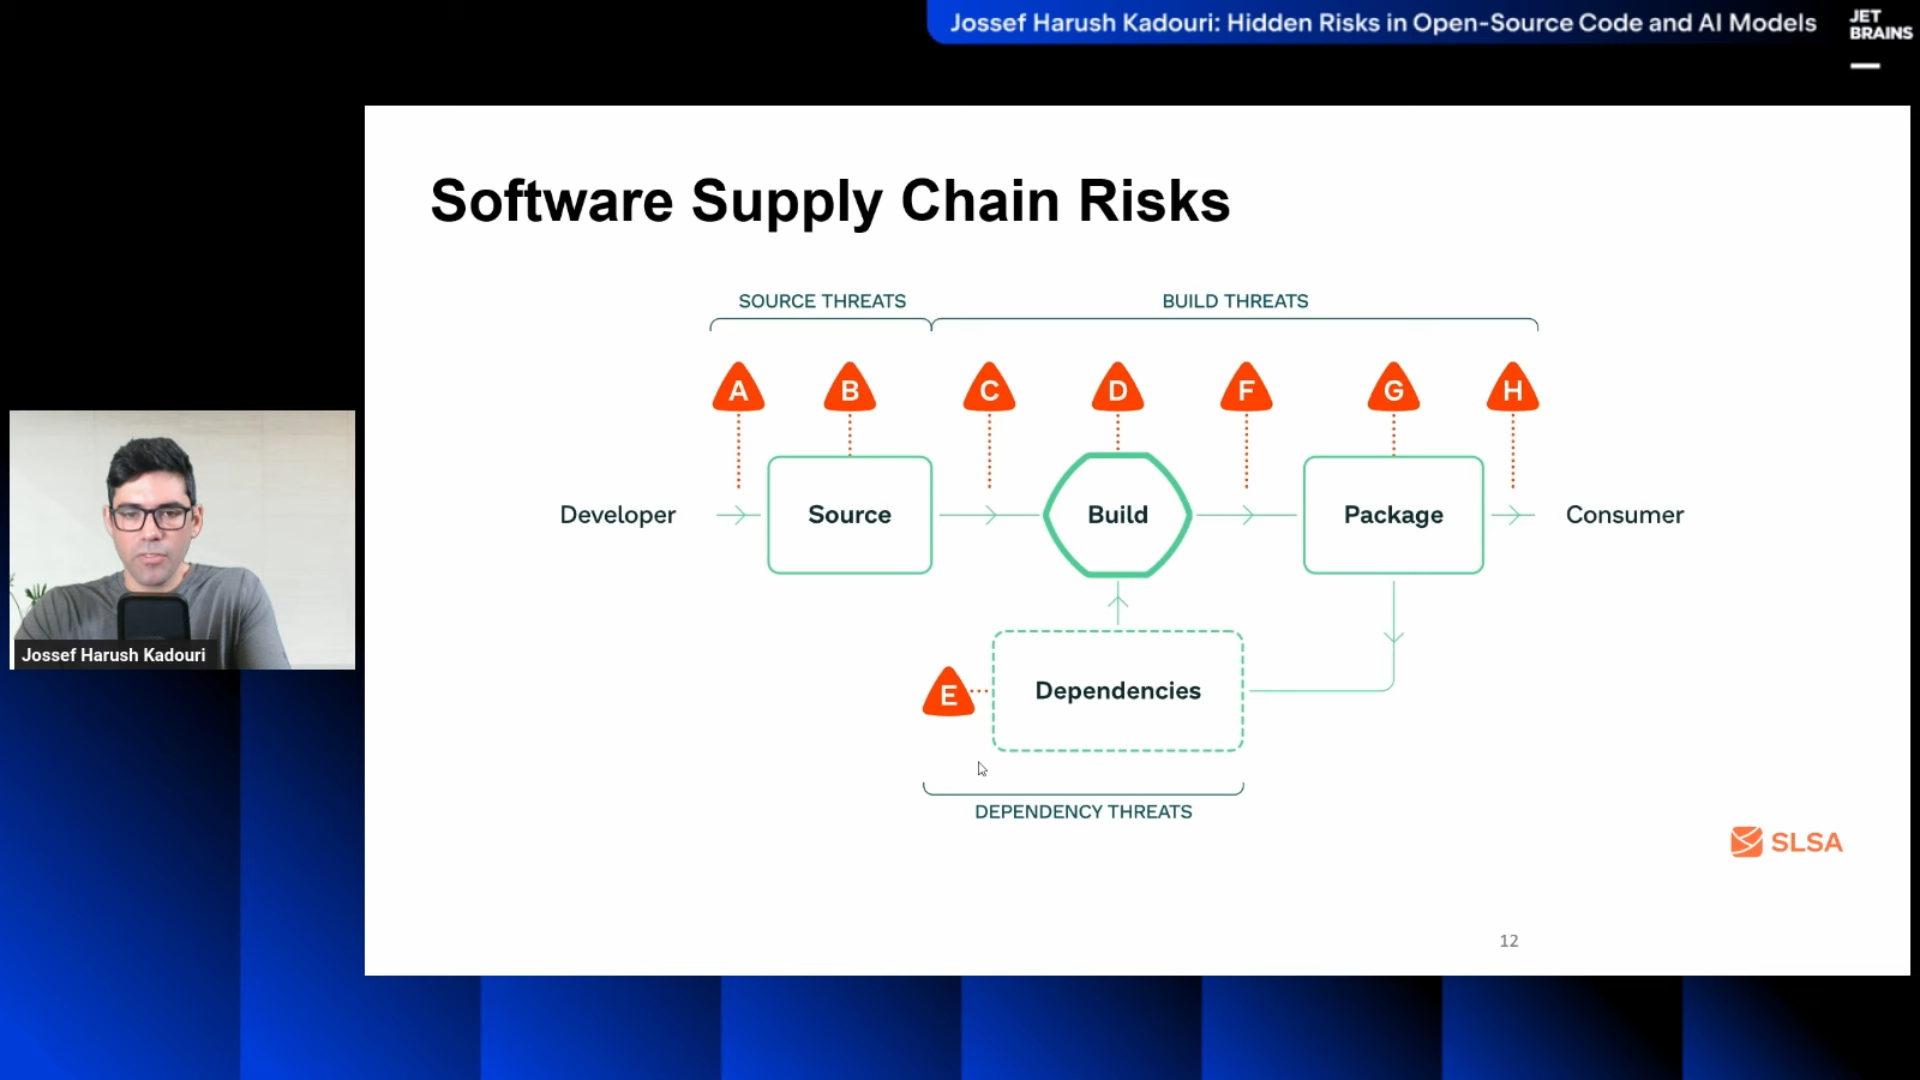 Jossef Harush Kadouri: Hidden Risks in Open-Source Code and AI Models
JET
BRAINS
Software Supply Chain Risks
SOURCE THREATS
BUILD THREATS
A
B
C
D
F
G
H
Developer
Source
Build
Package
Consumer
E
Dependencies
DEPENDENCY THREATS
SLSA
12
Jossef Harush Kadouri